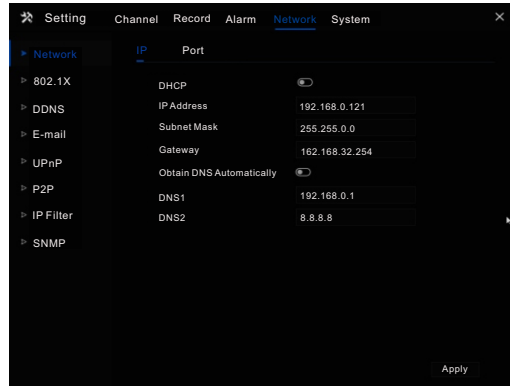 Setting Channel Record Alarm Network System
Network
802.1X
DDNS
E-mail
UPnP
P2P
IP Filter
SNMP
IP Port
DHCP
IP Address 192.168.0.121
Subnet Mask 255.255.0.0
Gateway 162.168.32.254
Obtain DNS Automatically
DNS1 192.168.0.1
DNS2 8.8.8.8
Apply